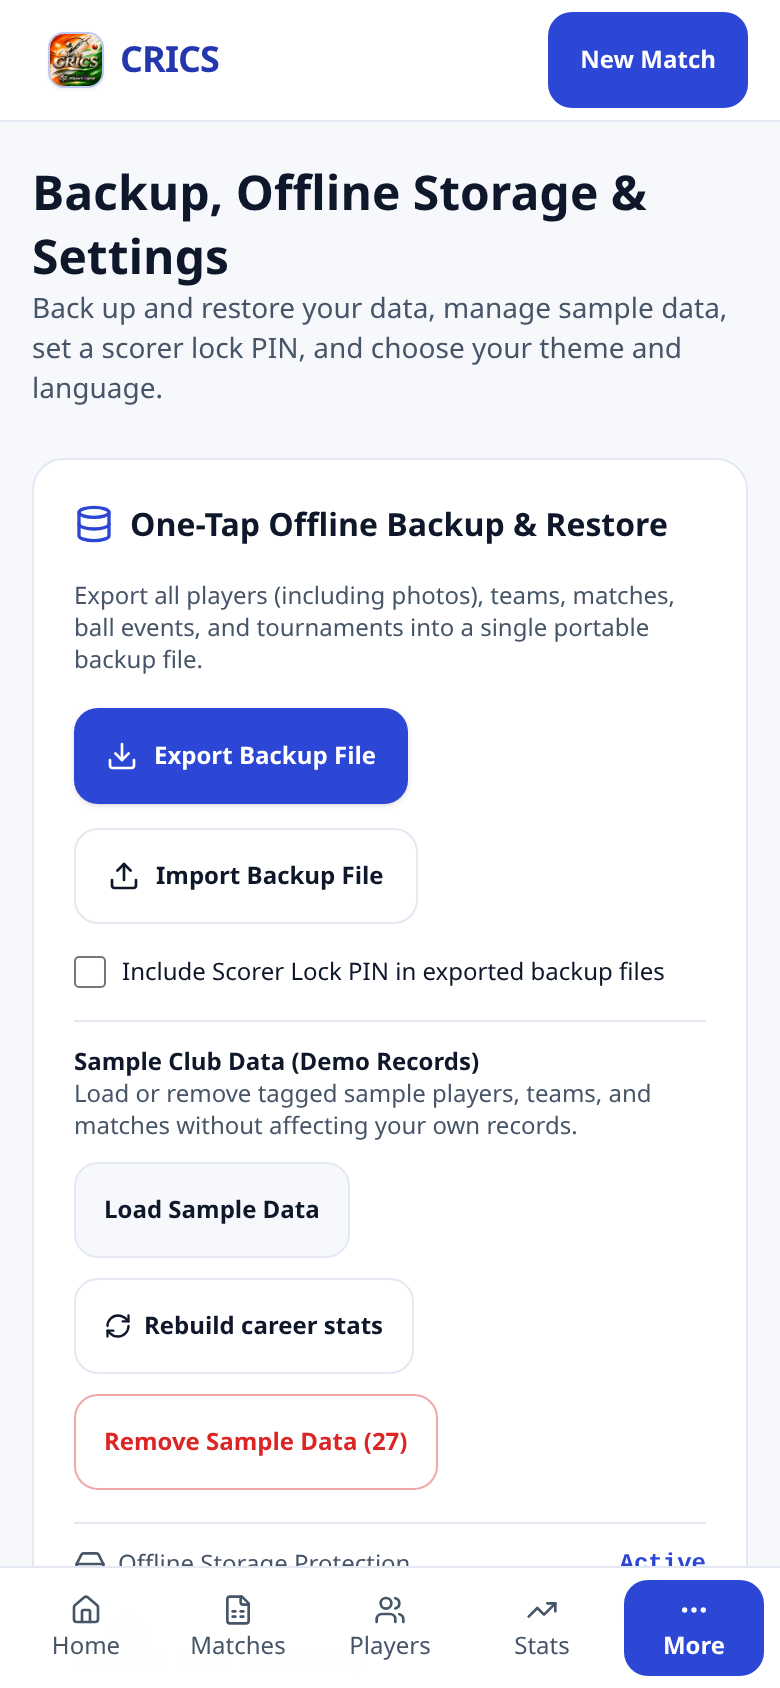 CRICS
CRICS
New Match
Backup, Offline Storage &
Settings
Back up and restore your data, manage sample data,
set a scorer lock PIN, and choose your theme and
language.
One-Tap Offline Backup & Restore
Export all players (including photos), teams, matches,
ball events, and tournaments into a single portable
backup file.
Export Backup File
Import Backup File
Include Scorer Lock PIN in exported backup files
Sample Club Data (Demo Records)
Load or remove tagged sample players, teams, and
matches without affecting your own records.
Load Sample Data
Rebuild career stats
Remove Sample Data (27)
Offline Storage Protection
Active
Home
Matches
Players
Stats
More